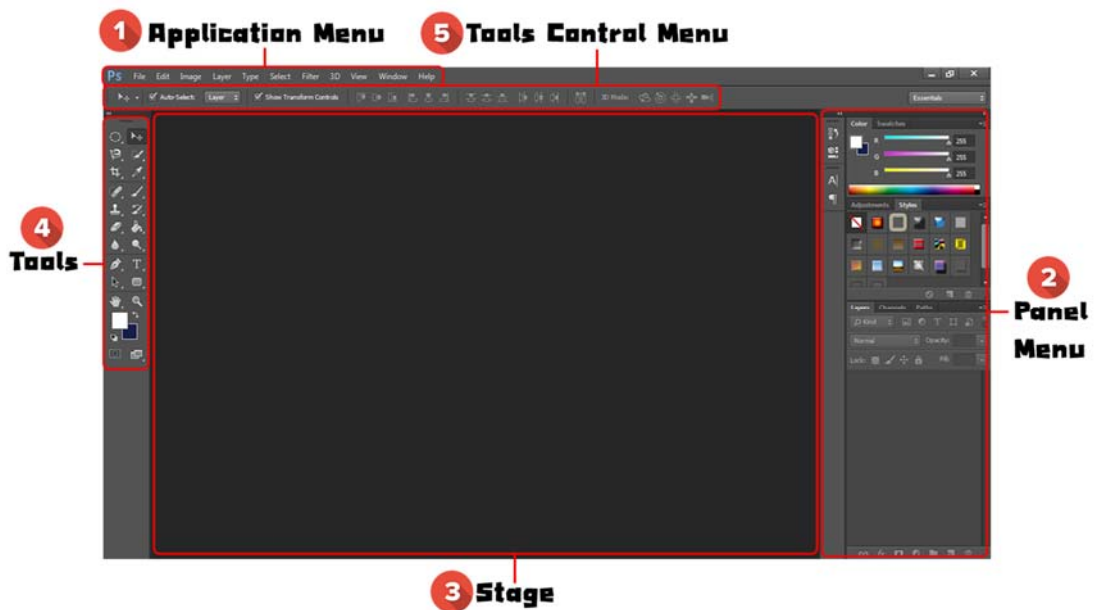 1 Application Menu
5 Tools Control Menu
Ps File Edit Image Layer Type Select Filter 3D View Window Help
Auto-Select: Layer Show Transform Controls 3D Mode: Essentials
Color Swatches
R 255
G 255
B 255
Adjustments Styles
4
Tools
2
Panel
Menu
Layers Channels Paths
Kind
Normal Opacity:
Lock: Fill:
3 Stage